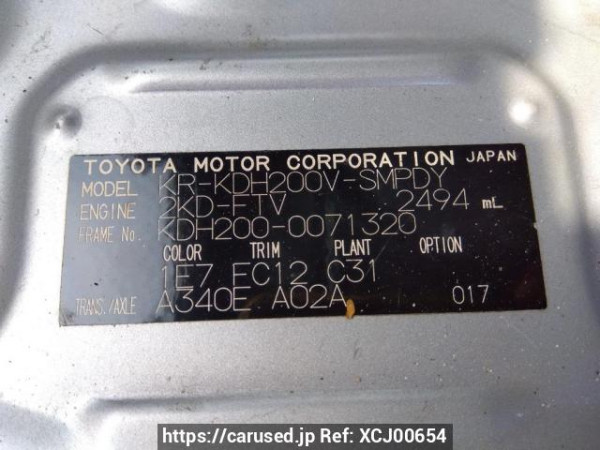 TOYOTA MOTOR CORPORATION JAPAN
MODEL KR-KDH200V-SMPDY
ENGINE 2KD-FTV 2494 mL
FRAME No. KDH200-0071320
COLOR TRIM PLANT OPTION
1E7 EC12 C31
TRANS./AXLE A340E A02A 017
https://carused.jp Ref: XCJ00654